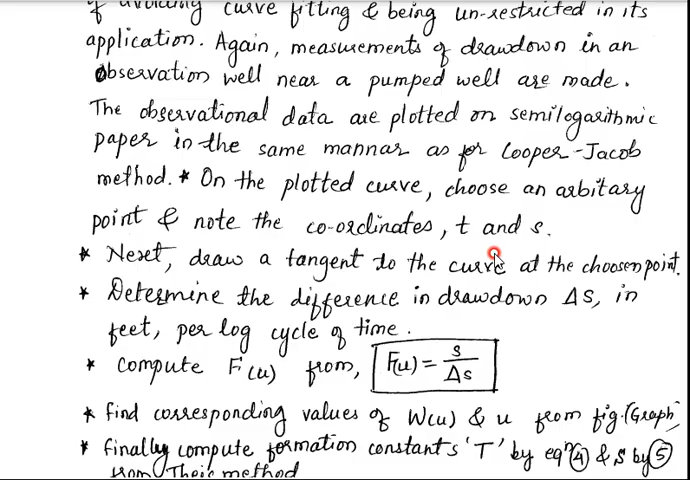 of avoiding curve fitting & being un-restricted in its
application. Again, measurements of drawdown in an
observation well near a pumped well are made.
The observational data are plotted on semilogarithmic
paper in the same mannar as for Cooper-Jacob
method. * On the plotted curve, choose an arbitary
point & note the co-ordinates, t and s.
* Next, draw a tangent to the curve at the choosen point.
* Determine the difference in drawdown Δs, in
feet, per log cycle of time.
* compute F(u) from, F(u) = s/Δs
* find corresponding values of W(u) & u from fig. (Graph)
* finally compute formation constants 'T' by eqn (4) & S by (5)
from Theis method